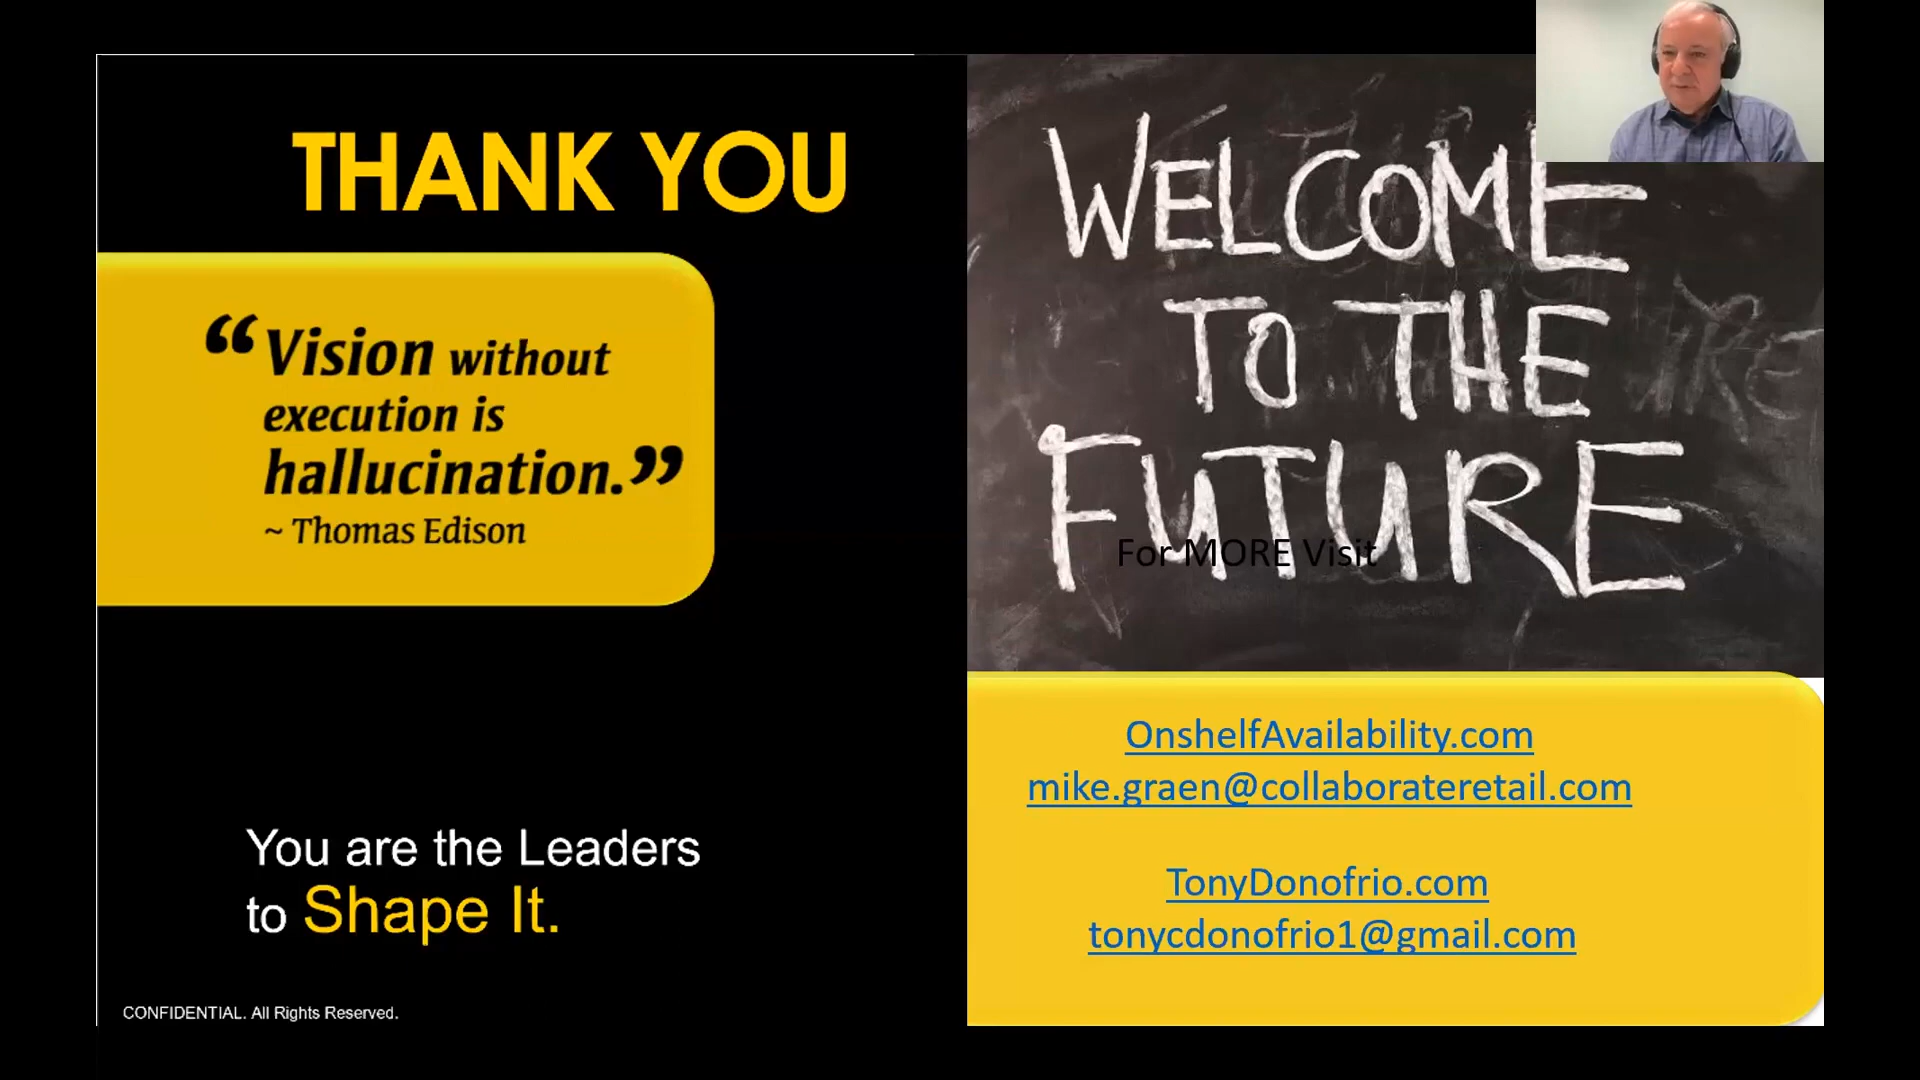 THANK YOU
“Vision without
execution is
hallucination.”
~ Thomas Edison
You are the Leaders
to Shape It.
CONFIDENTIAL. All Rights Reserved.
WELCOME
TO THE
FUTURE
For MORE Visit
OnshelfAvailability.com
mike.graen@collaborateretail.com
TonyDonofrio.com
tonycdonofrio1@gmail.com